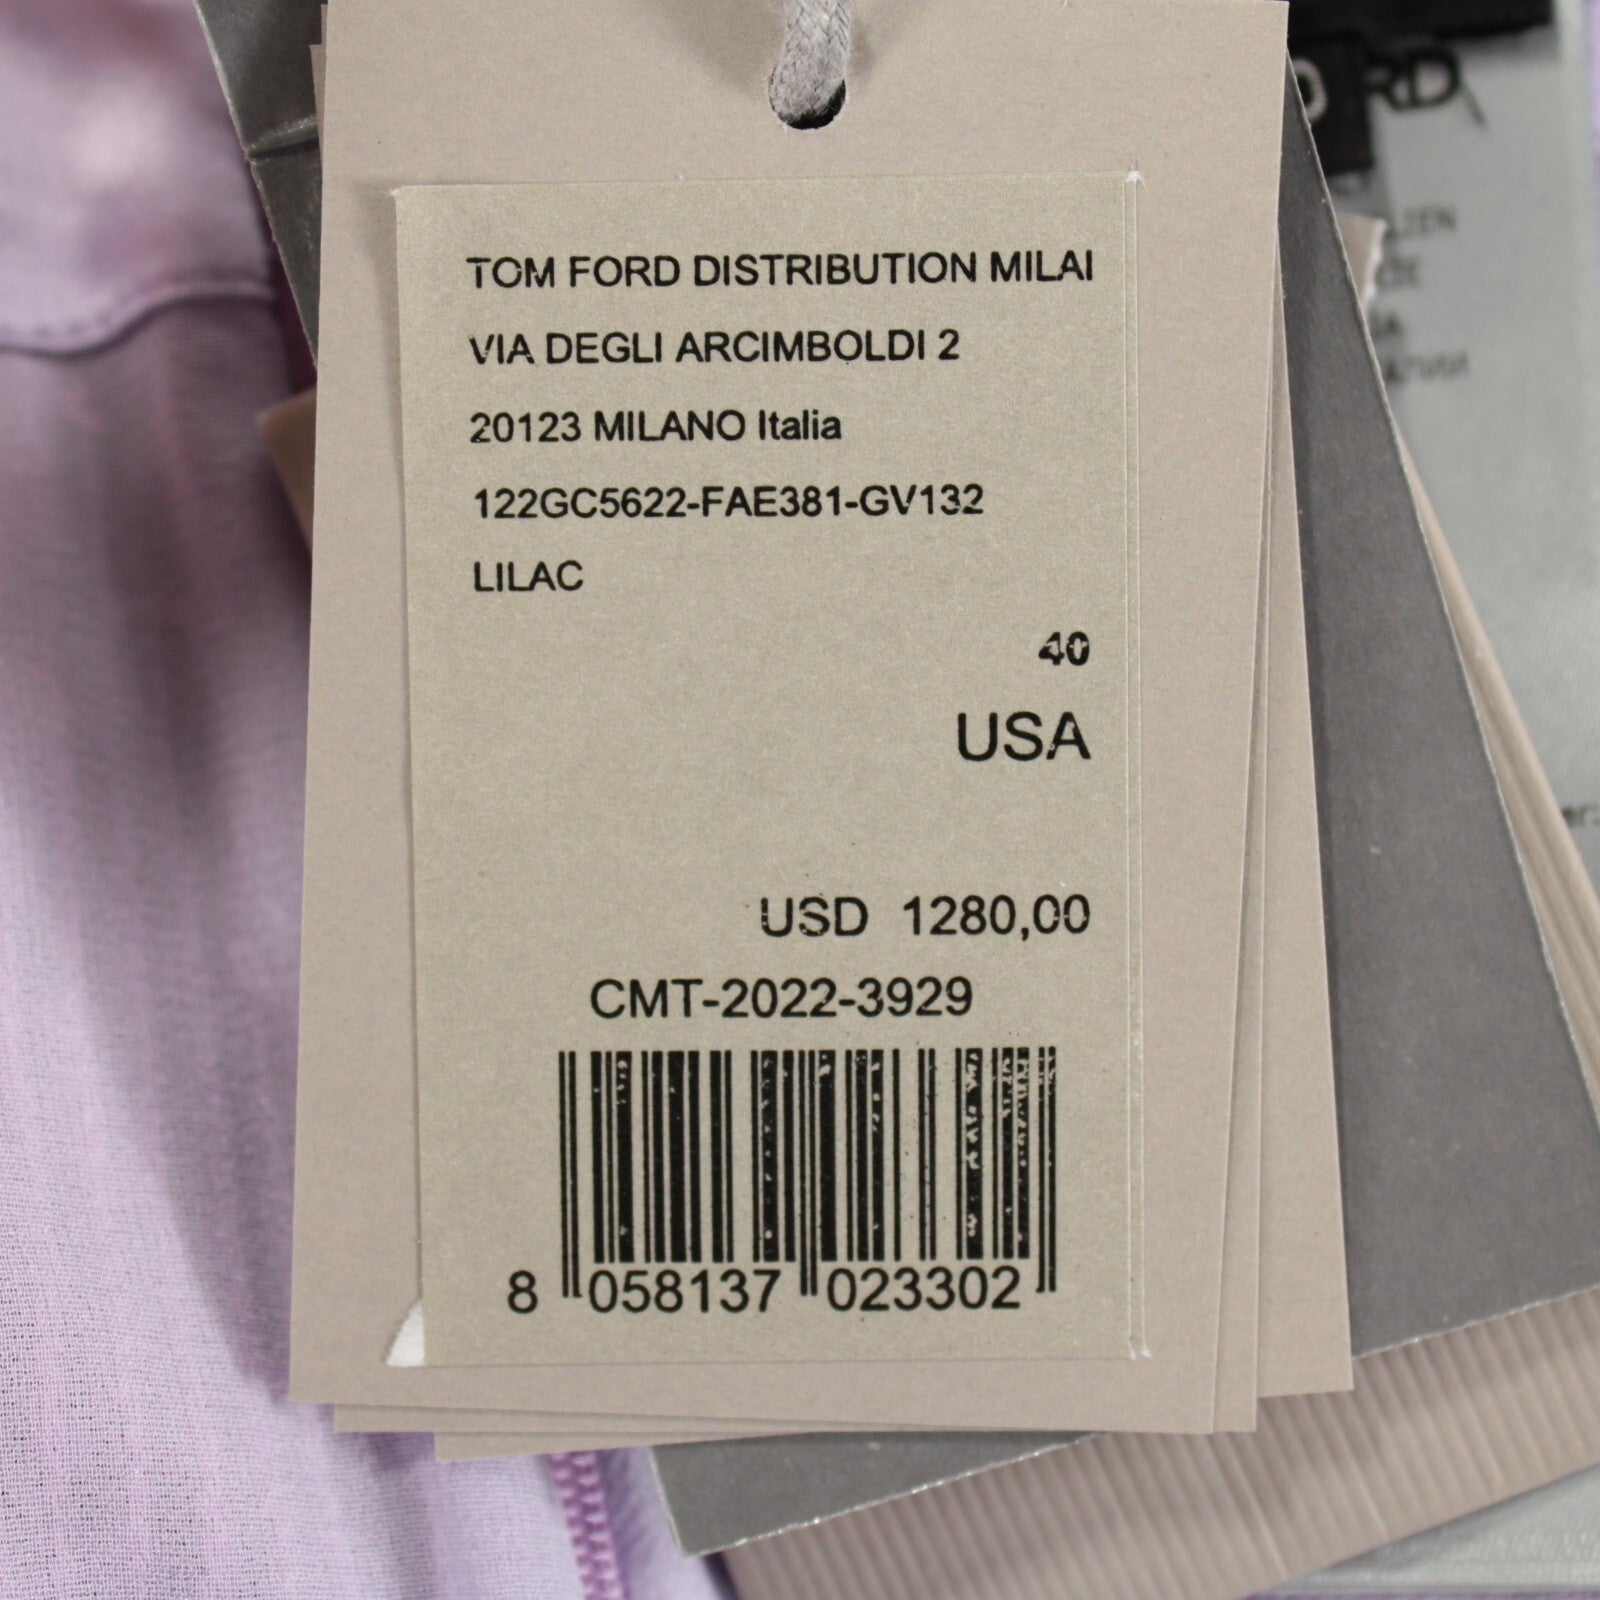 TOM FORD DISTRIBUTION MILAI
VIA DEGLI ARCIMBOLDI 2
20123 MILANO Italia
122GC5622-FAE381-GV132
LILAC
40
USA
USD 1280,00
CMT-2022-3929
8 058137 023302